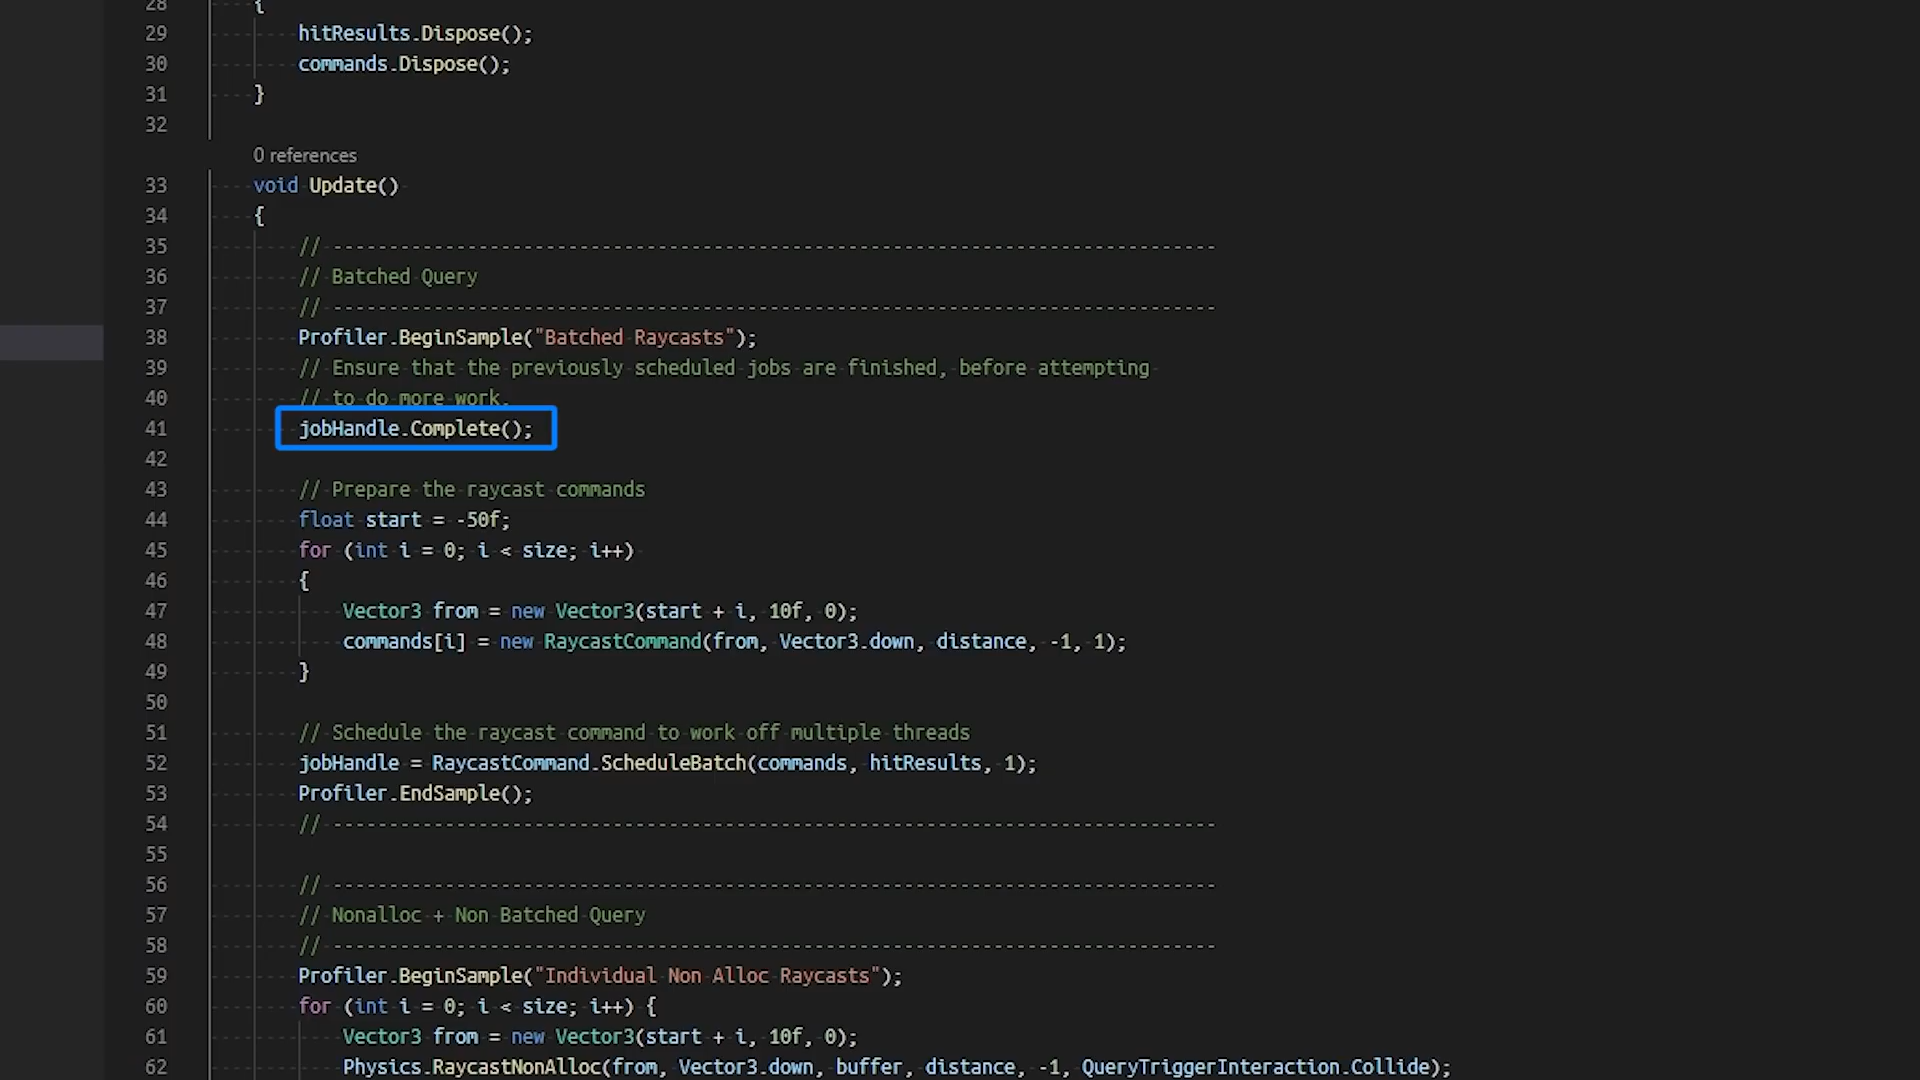 28 {
29 hitResults.Dispose();
30 commands.Dispose();
31 }
32
0 references
33 void Update()
34 {
35 // -------------------------------------------------------------------------------
36 // Batched Query
37 // -------------------------------------------------------------------------------
38 Profiler.BeginSample("Batched Raycasts");
39 // Ensure that the previously scheduled jobs are finished, before attempting
40 // to do more work.
41 jobHandle.Complete();
42
43 // Prepare the raycast commands
44 float start = -50f;
45 for (int i = 0; i < size; i++)
46 {
47 Vector3 from = new Vector3(start + i, 10f, 0);
48 commands[i] = new RaycastCommand(from, Vector3.down, distance, -1, 1);
49 }
50
51 // Schedule the raycast command to work off multiple threads
52 jobHandle = RaycastCommand.ScheduleBatch(commands, hitResults, 1);
53 Profiler.EndSample();
54 // -------------------------------------------------------------------------------
55
56 // -------------------------------------------------------------------------------
57 // Nonalloc + Non Batched Query
58 // -------------------------------------------------------------------------------
59 Profiler.BeginSample("Individual Non Alloc Raycasts");
60 for (int i = 0; i < size; i++) {
61 Vector3 from = new Vector3(start + i, 10f, 0);
62 Physics.RaycastNonAlloc(from, Vector3.down, buffer, distance, -1, QueryTriggerInteraction.Collide);